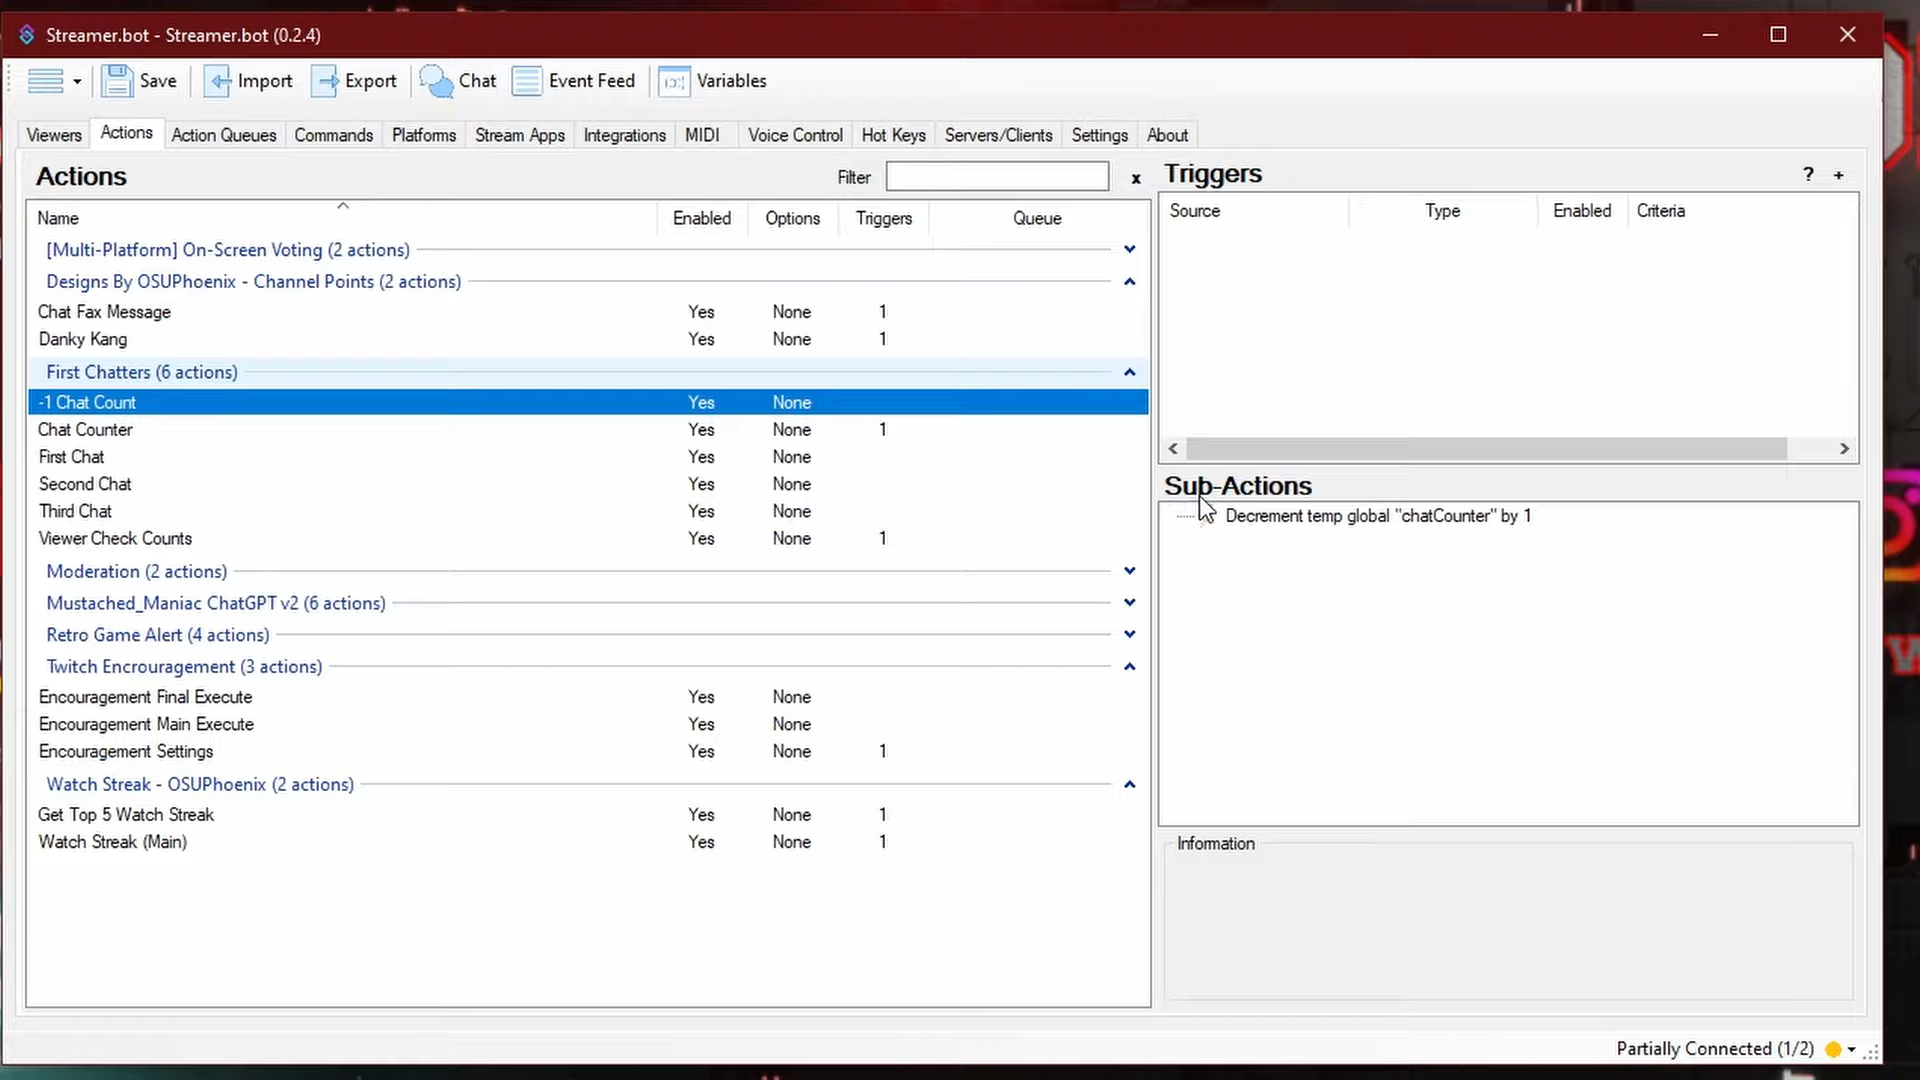 Streamer.bot - Streamer.bot (0.2.4)
Save Import Export Chat Event Feed Variables
Viewers Actions Action Queues Commands Platforms Stream Apps Integrations MIDI Voice Control Hot Keys Servers/Clients Settings About
Actions Filter x
Name Enabled Options Triggers Queue
[Multi-Platform] On-Screen Voting (2 actions)
Designs By OSUPhoenix - Channel Points (2 actions)
Chat Fax Message Yes None 1
Danky Kang Yes None 1
First Chatters (6 actions)
-1 Chat Count Yes None
Chat Counter Yes None 1
First Chat Yes None
Second Chat Yes None
Third Chat Yes None
Viewer Check Counts Yes None 1
Moderation (2 actions)
Mustached_Maniac ChatGPT v2 (6 actions)
Retro Game Alert (4 actions)
Twitch Encrouragement (3 actions)
Encouragement Final Execute Yes None
Encouragement Main Execute Yes None
Encouragement Settings Yes None 1
Watch Streak - OSUPhoenix (2 actions)
Get Top 5 Watch Streak Yes None 1
Watch Streak (Main) Yes None 1
Triggers ? +
Source Type Enabled Criteria
Sub-Actions
Decrement temp global "chatCounter" by 1
Information
Partially Connected (1/2)